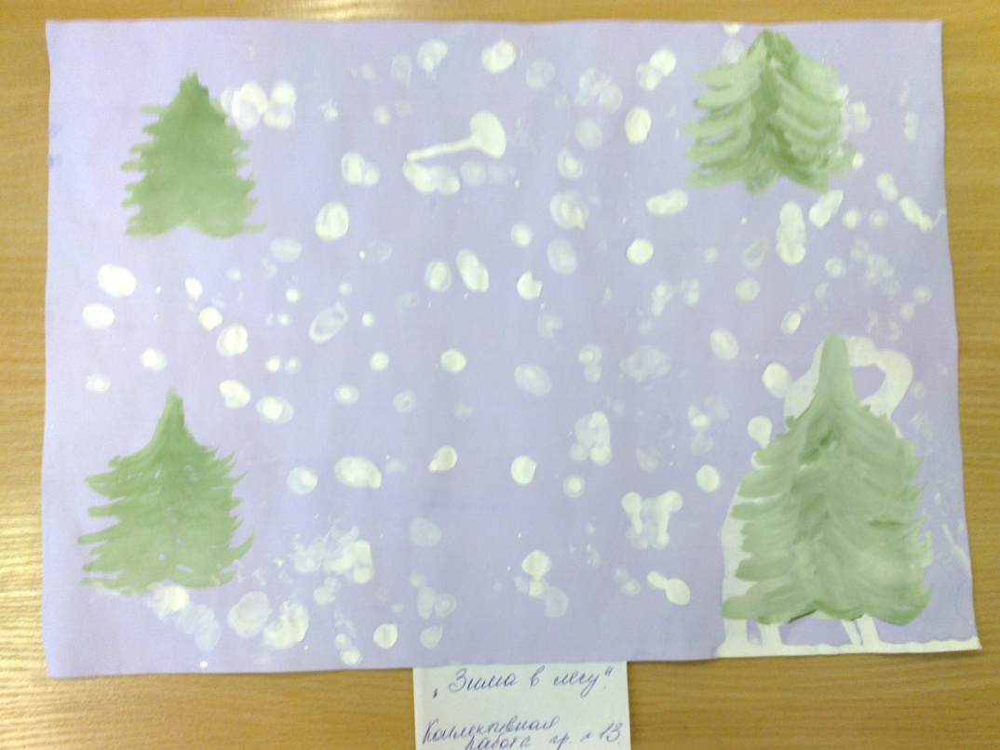 „Зима в лесу"
Коллективная
работа гр. № 13.